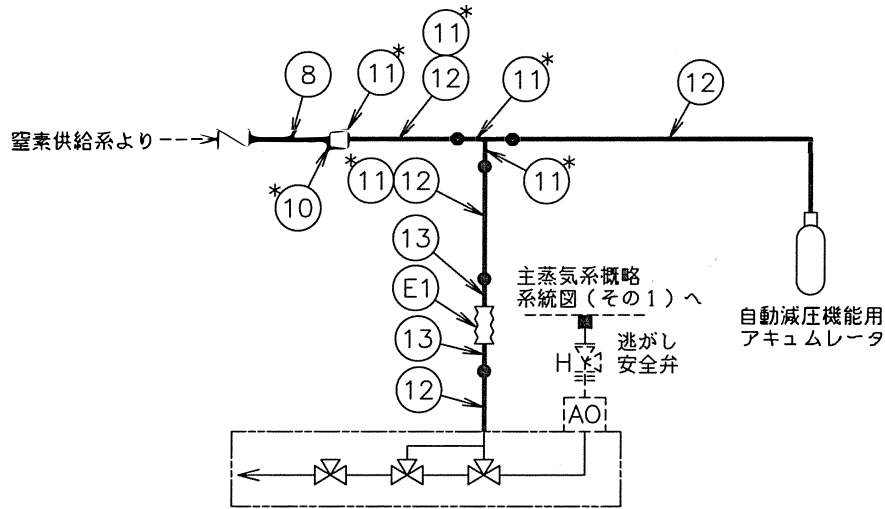 11*
11*
11*
8
12
12
窒素供給系より
*10
*11
12
11*
13
E1
主蒸気系概略
系統図(その1)へ
自動減圧機能用
アキュムレータ
13
逃がし
安全弁
H
12
AO